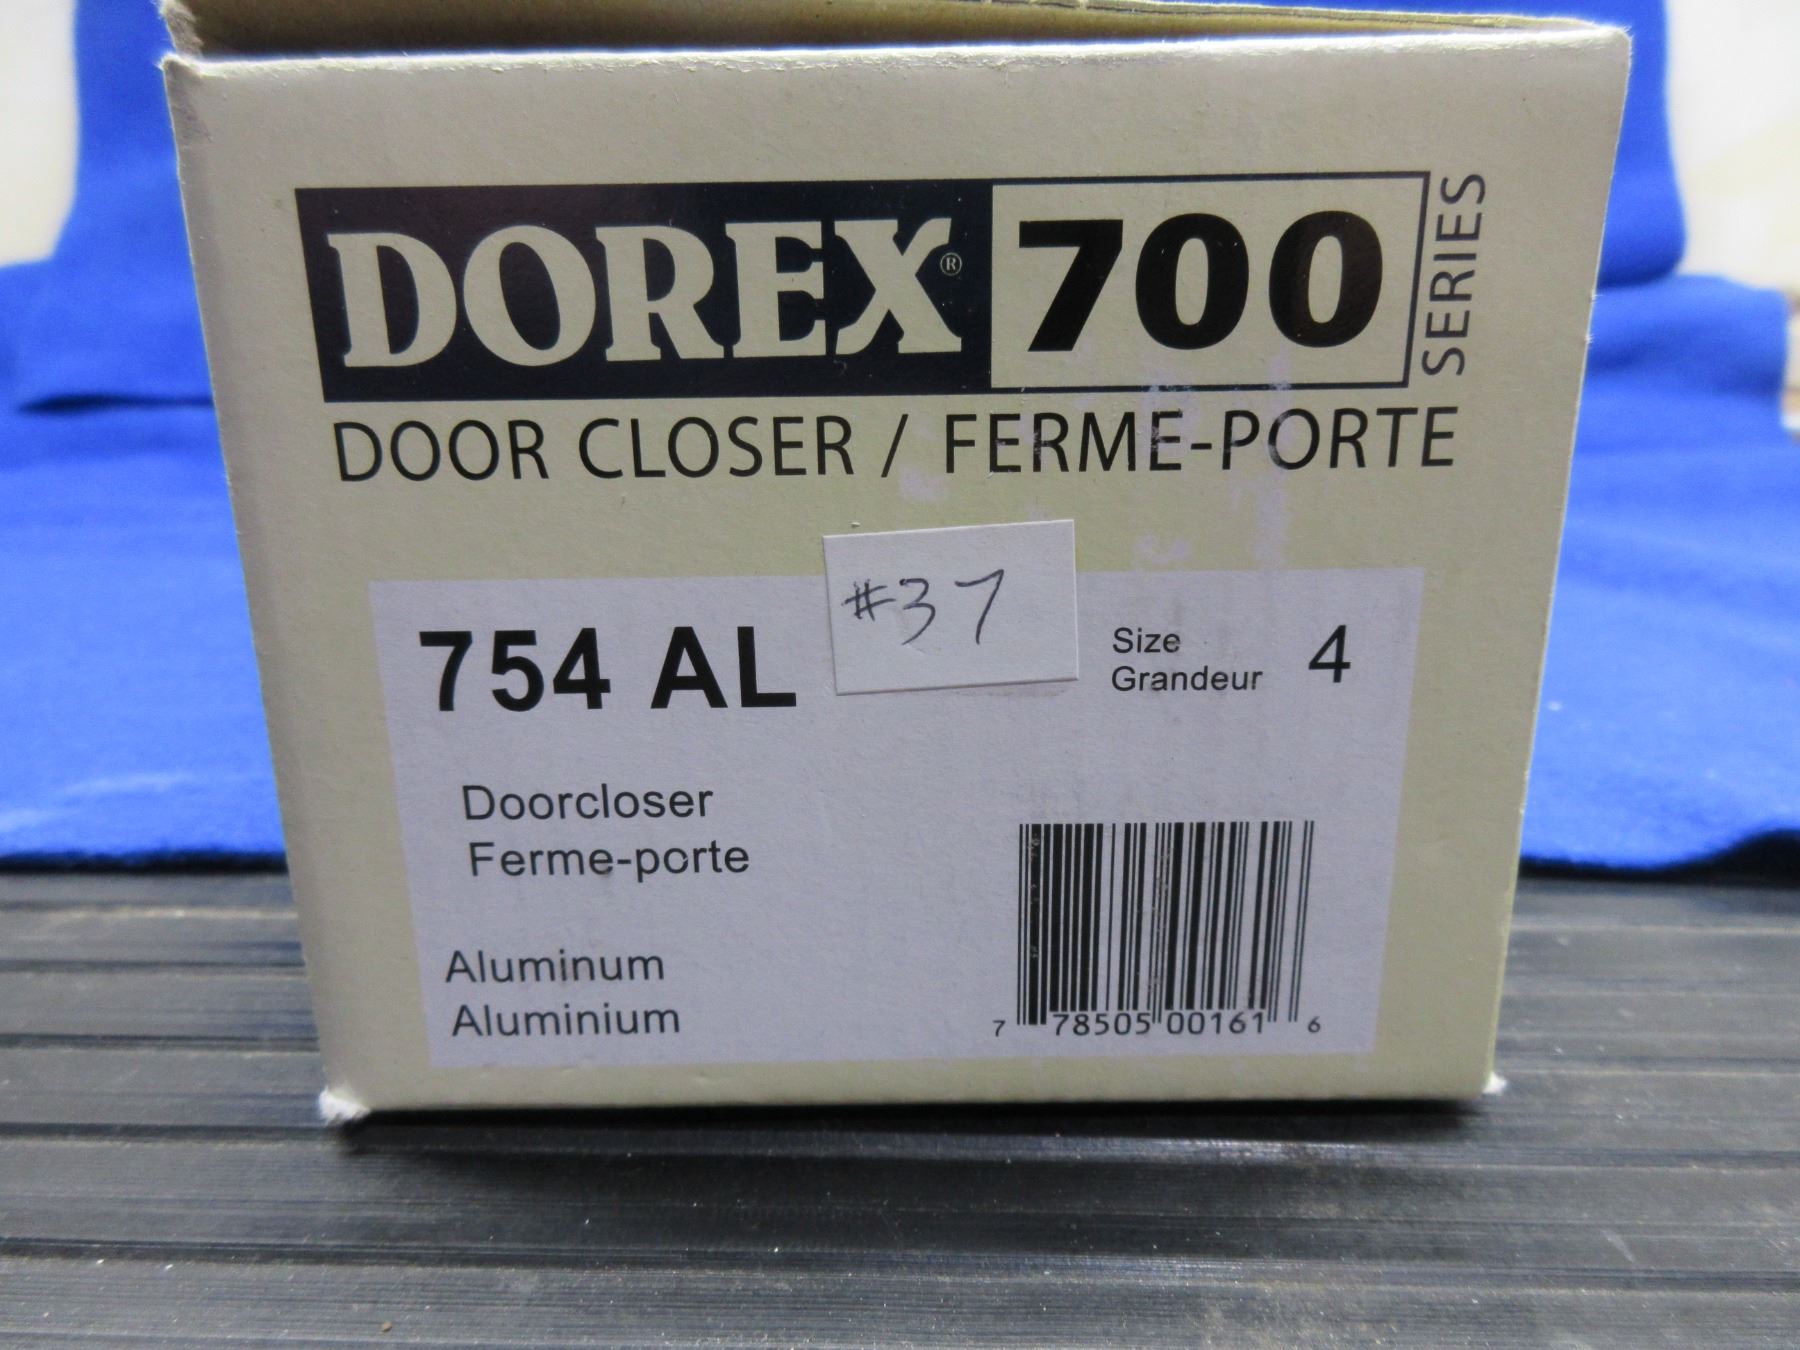 DOREX® 700 SERIES
DOOR CLOSER / FERME-PORTE
#37
754 AL
Size
Grandeur 4
Doorcloser
Ferme-porte
Aluminum
Aluminium
7 78505 00161 6